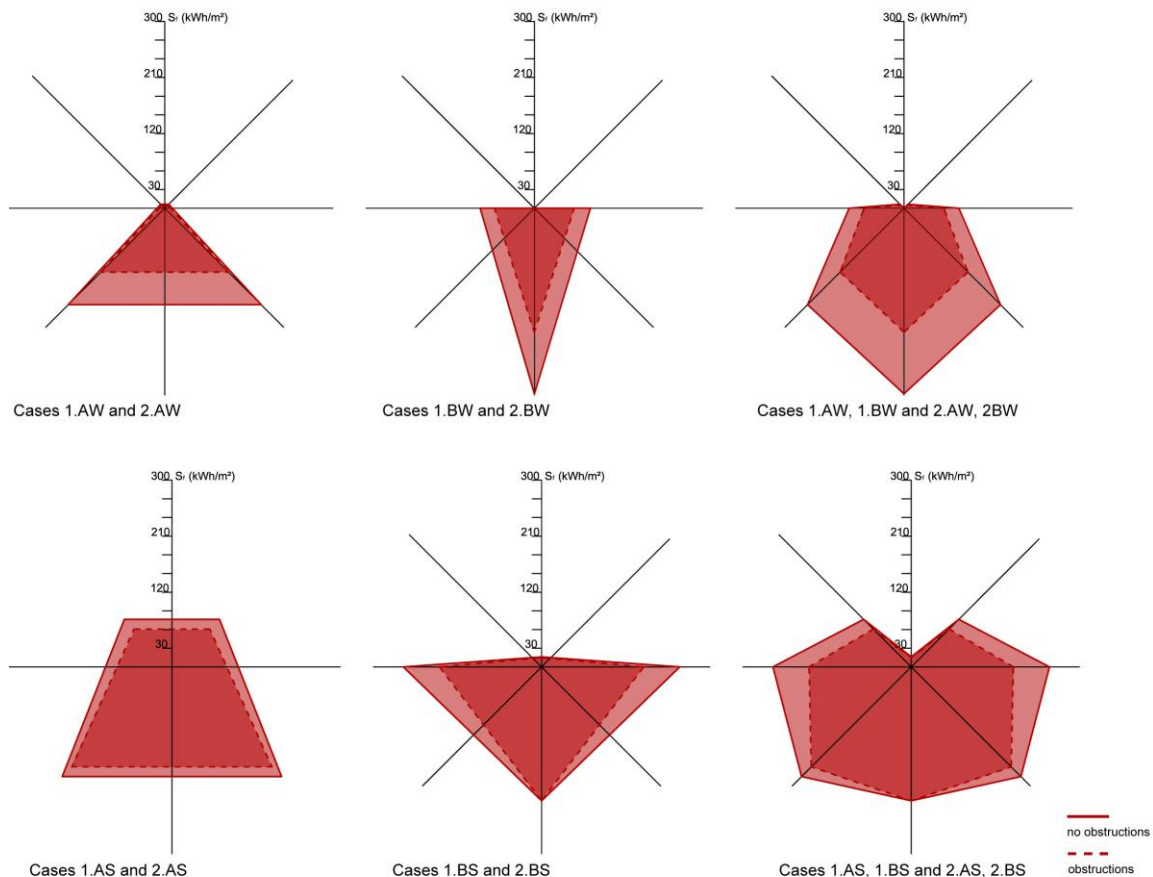 300 Sf (kWh/m²)
210
120
30
Cases 1.AW and 2.AW
300 Sf (kWh/m²)
210
120
30
Cases 1.BW and 2.BW
300 Sf (kWh/m²)
210
120
30
Cases 1.AW, 1.BW and 2.AW, 2BW
300 Sf (kWh/m²)
210
120
30
Cases 1.AS and 2.AS
300 Sf (kWh/m²)
210
120
30
Cases 1.BS and 2.BS
300 Sf (kWh/m²)
210
120
30
Cases 1.AS, 1.BS and 2.AS, 2.BS
no obstructions
obstructions